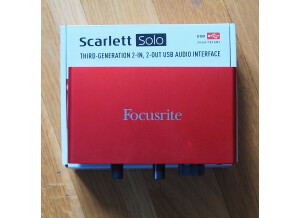 Scarlett Solo
THIRD-GENERATION 2-IN, 2-OUT USB AUDIO INTERFACE
Focusrite